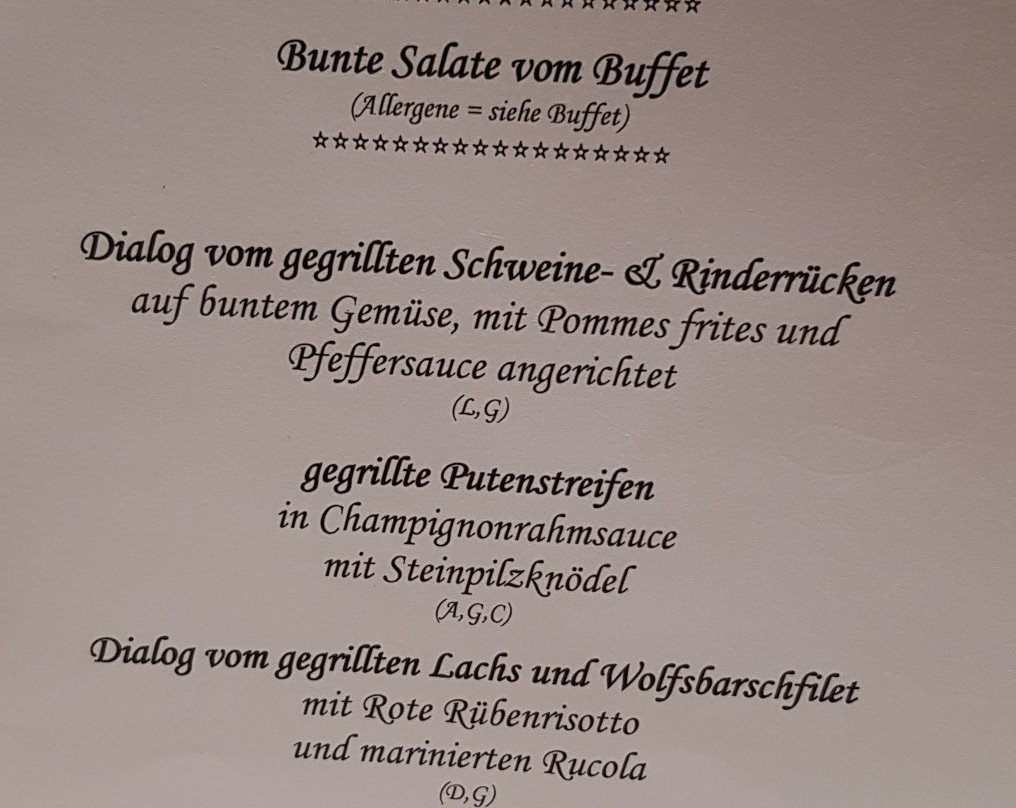 Bunte Salate vom Buffet
(Allergene = siehe Buffet)
☆☆☆☆☆☆☆☆☆☆☆☆☆☆☆☆☆☆
Dialog vom gegrillten Schweine- & Rinderrücken
auf buntem Gemüse, mit Pommes frites und
Pfeffersauce angerichtet
(L,G)
gegrillte Putenstreifen
in Champignonrahmsauce
mit Steinpilzknödel
(A,G,C)
Dialog vom gegrillten Lachs und Wolfsbarschfilet
mit Rote Rübenrisotto
und marinierten Rucola
(D,G)